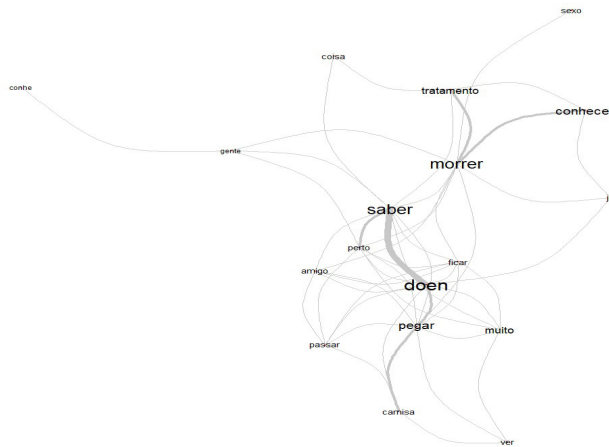 sexo
coisa
conhe
tratamento
conhece
gente
morrer
j
saber
perto
ficar
amigo
doen
pegar
muito
passar
camisa
ver